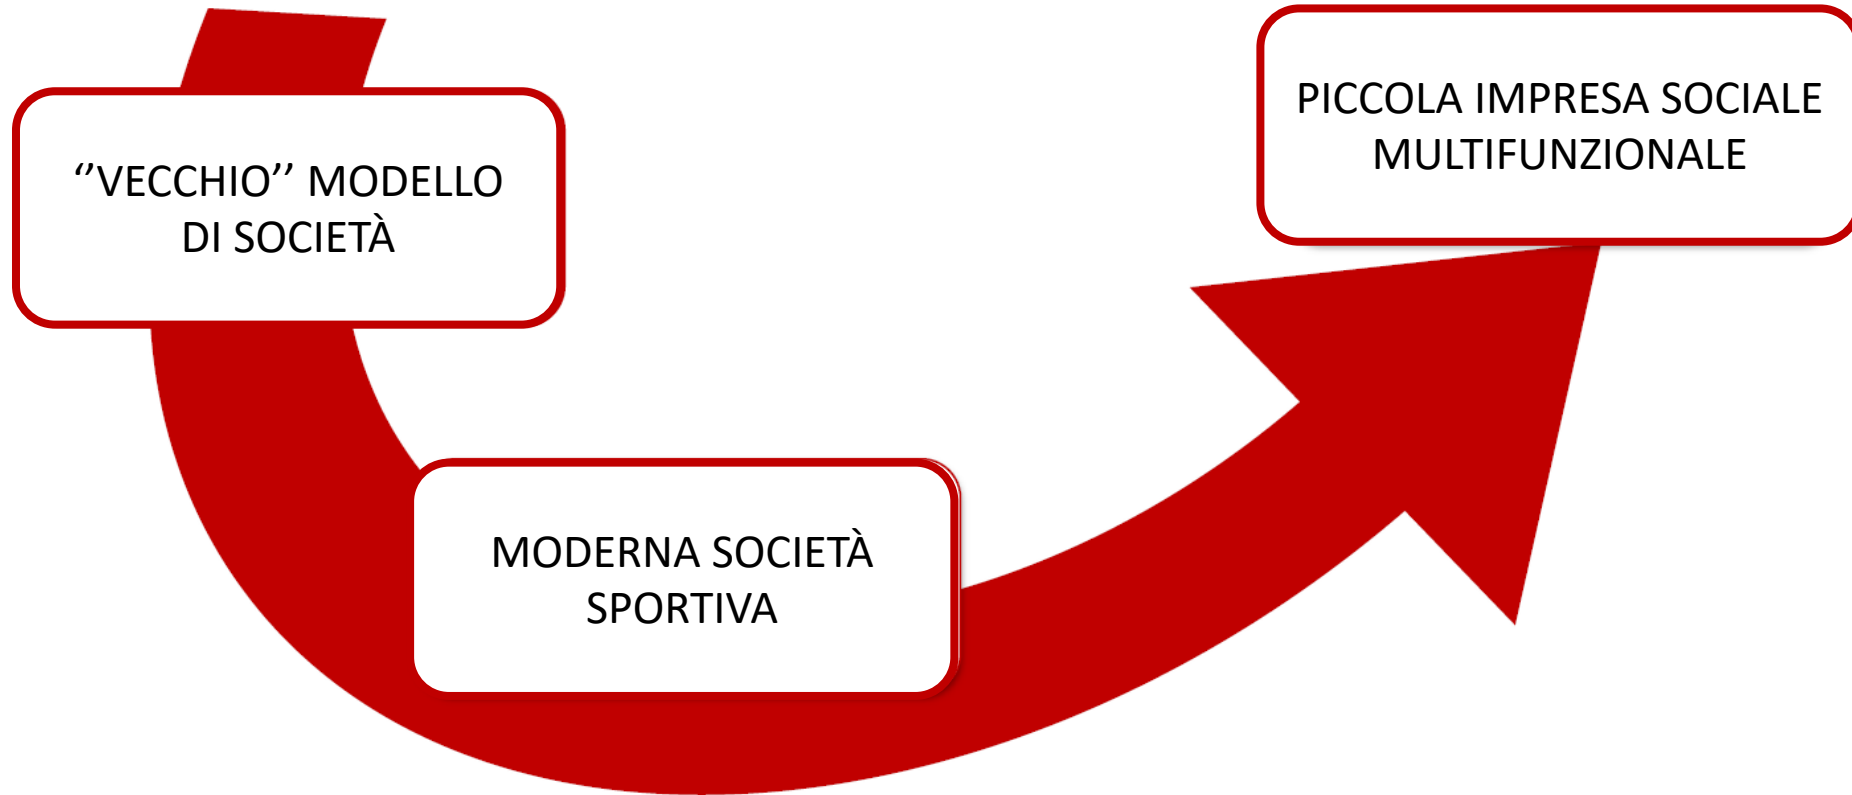 ‘’VECCHIO’’ MODELLO
DI SOCIETÀ
MODERNA SOCIETÀ
SPORTIVA
PICCOLA IMPRESA SOCIALE
MULTIFUNZIONALE